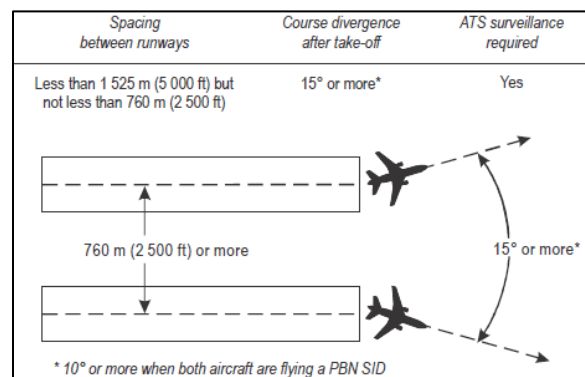 Spacing Course divergence ATS surveillance
between runways after take-off required
Less than 1 525 m (5 000 ft) but 15° or more* Yes
not less than 760 m (2 500 ft)
760 m (2 500 ft) or more
15° or more*
* 10° or more when both aircraft are flying a PBN SID